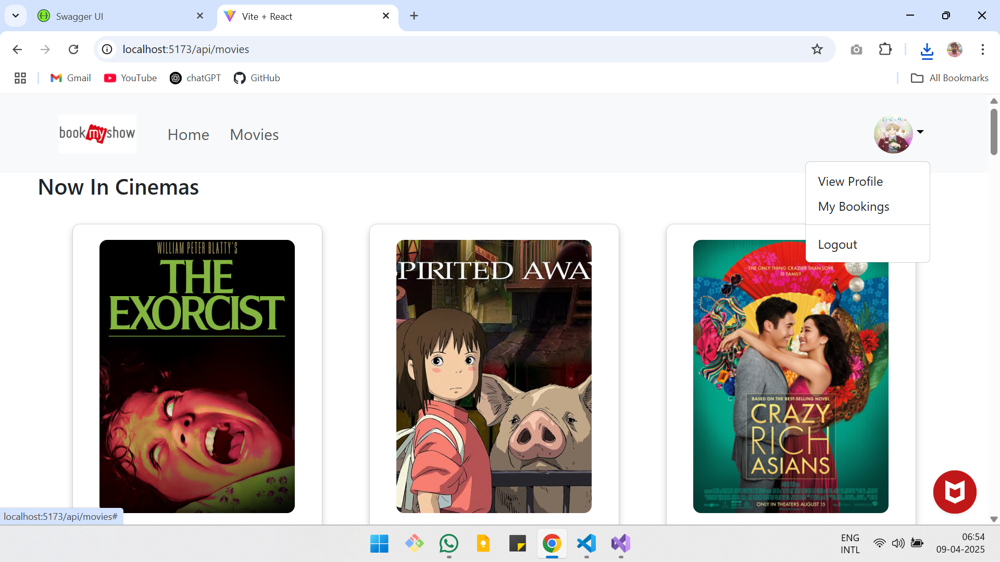 Swagger UI
Vite + React
localhost:5173/api/movies
Gmail
YouTube
chatGPT
GitHub
All Bookmarks
bookmyshow
Home
Movies
View Profile
My Bookings
Logout
Now In Cinemas
WILLIAM PETER BLATTY'S
THE
EXORCIST
PIRITED AWA
THE ONLY THING CRAZIER THAN LOVE
IS FAMILY
BASED ON THE BEST-SELLING NOVEL
CRAZY
RICH
ASIANS
ONLY IN THEATERS AUGUST 15
localhost:5173/api/movies#
ENG
INTL
06:54
09-04-2025